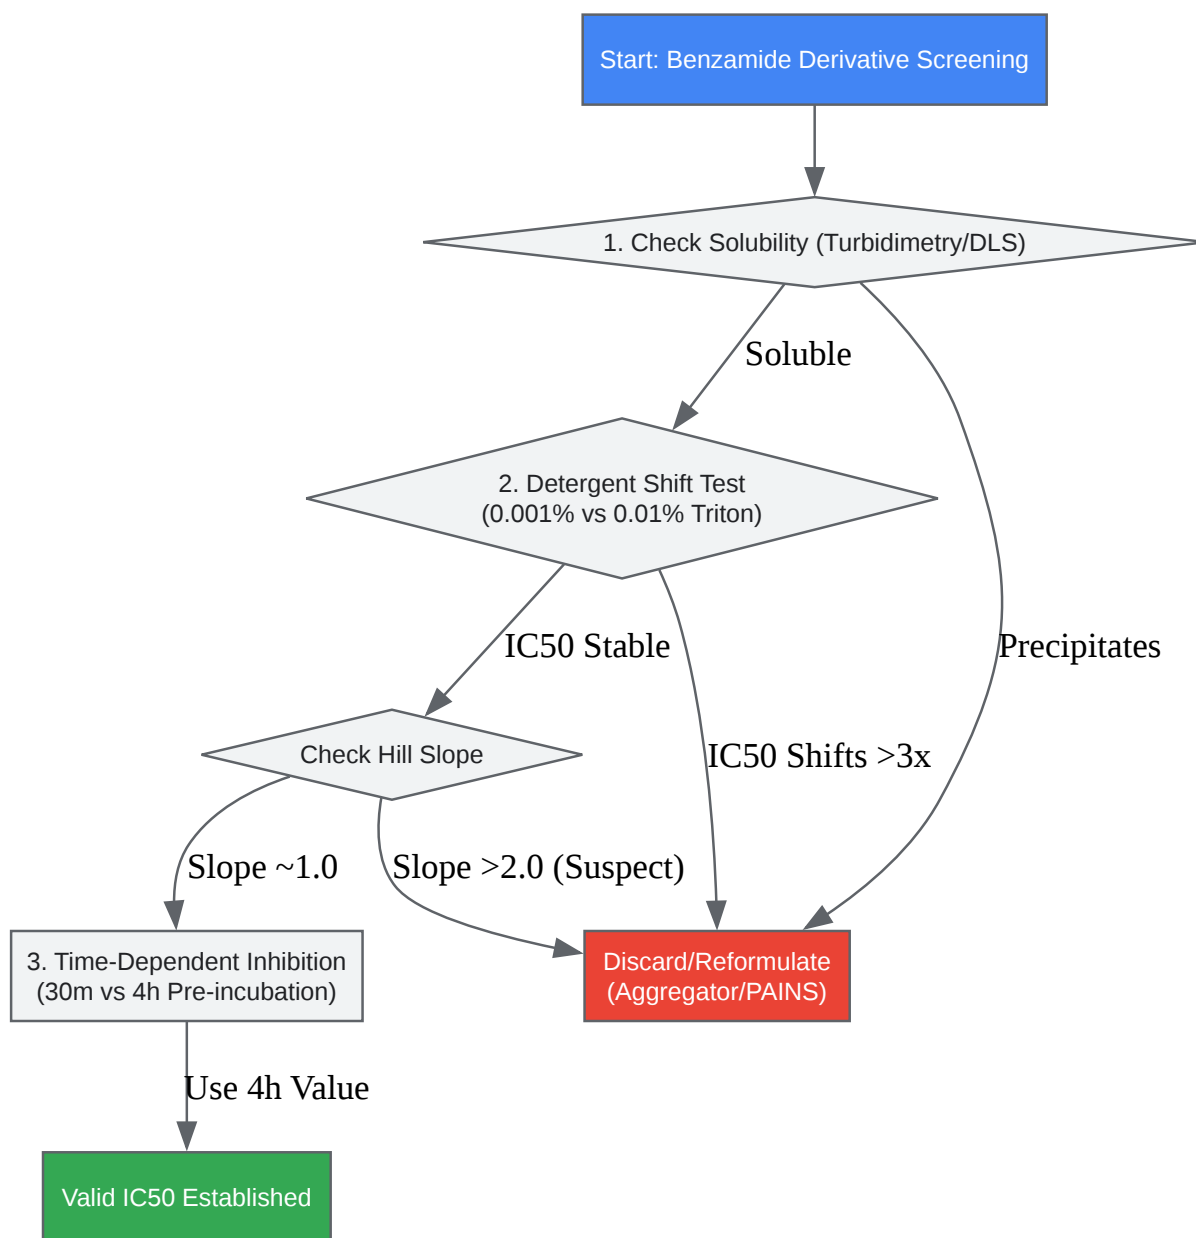 Start: Benzamide Derivative Screening
1. Check Solubility (Turbidimetry/DLS)
Soluble
2. Detergent Shift Test
(0.001% vs 0.01% Triton)
IC50 Stable
Precipitates
Check Hill Slope
IC50 Shifts >3x
Slope ~1.0
Slope >2.0 (Suspect)
3. Time-Dependent Inhibition
(30m vs 4h Pre-incubation)
Discard/Reformulate
(Aggregator/PAINS)
Use 4h Value
Valid IC50 Established